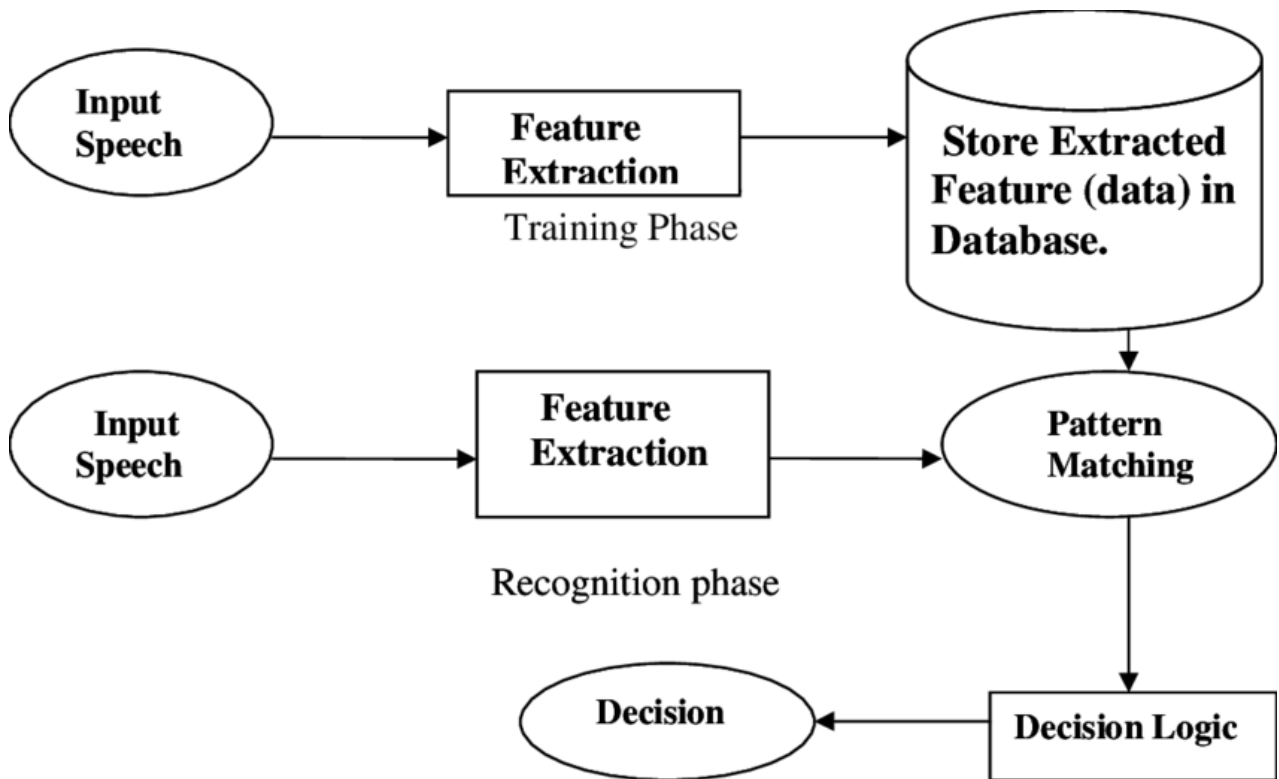 Input
Speech
Feature
Extraction
Store Extracted
Feature (data) in
Database.
Training Phase
Input
Speech
Feature
Extraction
Pattern
Matching
Recognition phase
Decision
Decision Logic